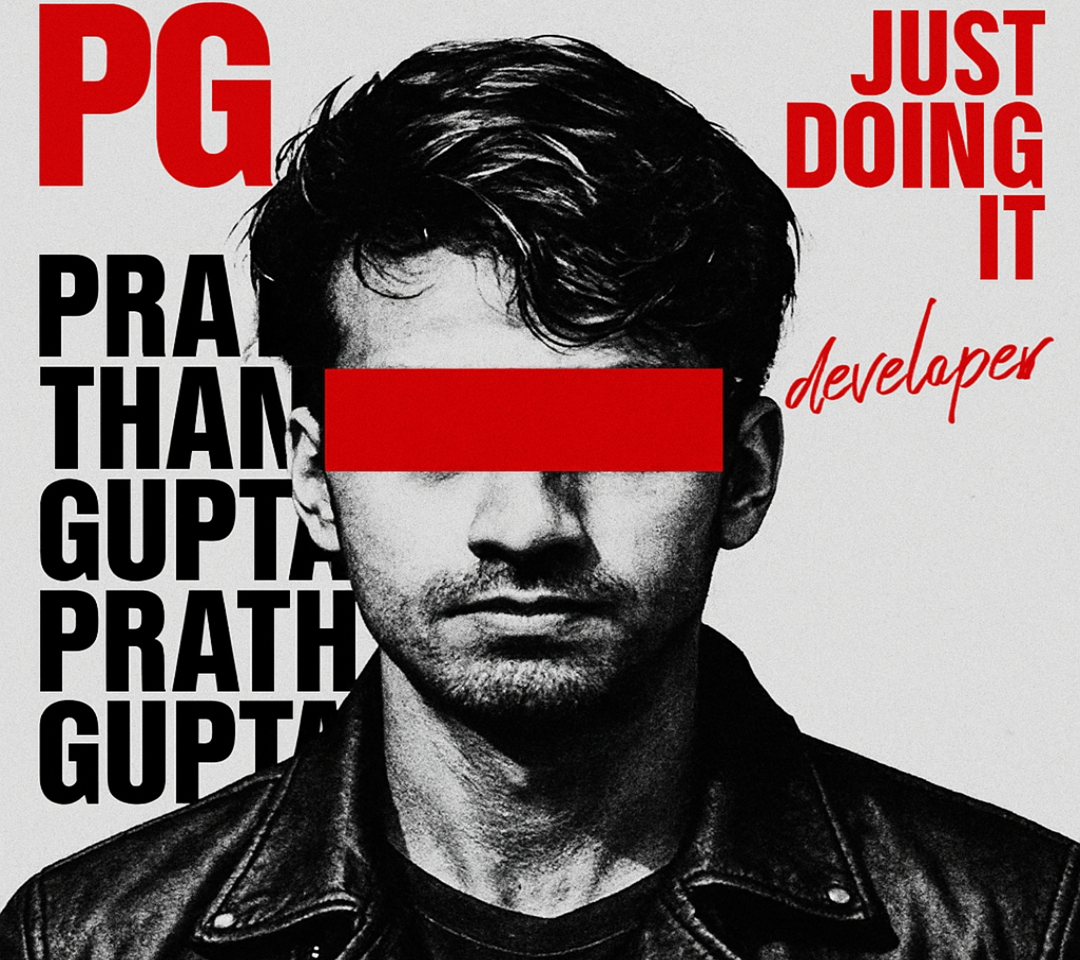 PG
PRA
THAN
GUPTA
PRATH
GUPTA
JUST
DOING
IT
developer